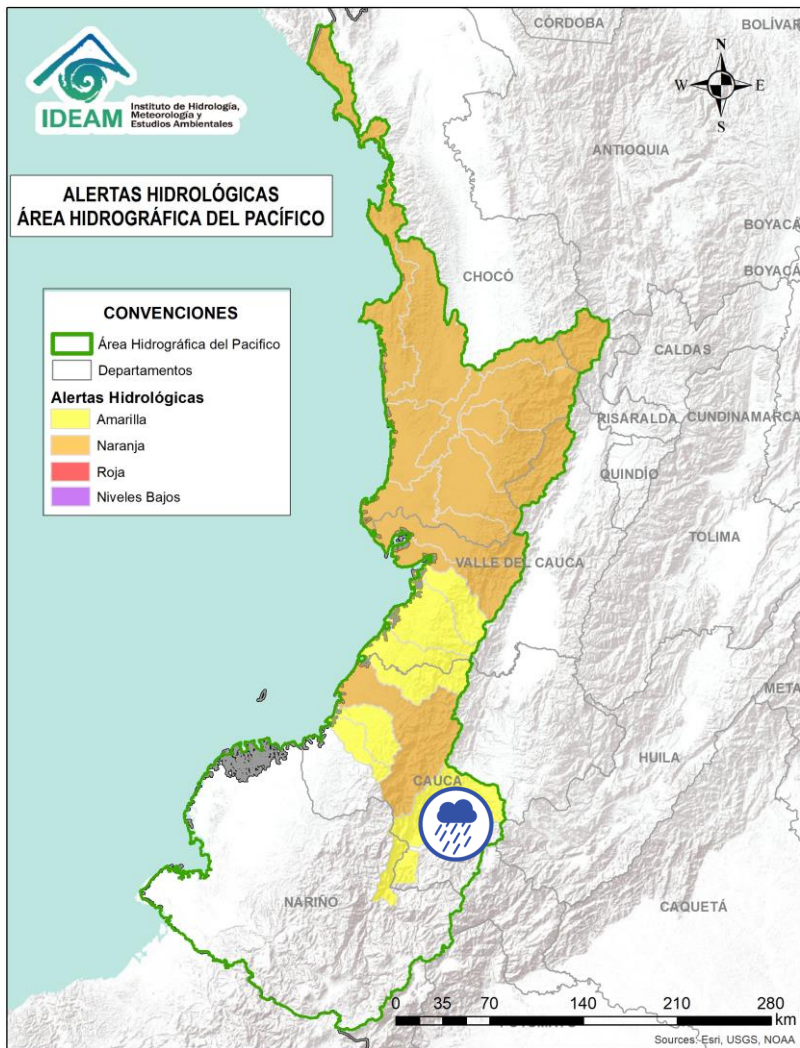 CÓRDOBA
BOLÍVAR
N
W
E
S
IDEAM
Instituto de Hidrología,
Meteorología y
Estudios Ambientales
ANTIOQUIA
ALERTAS HIDROLÓGICAS
ÁREA HIDROGRÁFICA DEL PACÍFICO
BOYACÁ
BOYACÁ
CHOCÓ
CONVENCIONES
Área Hidrográfica del Pacifico
Departamentos
Alertas Hidrológicas
Amarilla
Naranja
Roja
Niveles Bajos
CALDAS
RISARALDA
CUNDINAMARCA
QUINDÍO
TOLIMA
VALLE DEL CAUCA
META
HUILA
CAUCA
NARIÑO
CAQUETÁ
0 35 70 140 210 280
km
Sources: Esri, USGS, NOAA